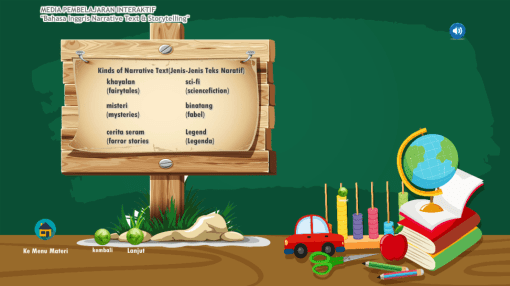 MEDIA PEMBELAJARAN INTERAKTIF
"Bahasa Inggris Narrative Text & Storytelling"
Kinds of Narrative Text(Jenis-Jenis Teks Naratif)
khayalan sci-fi
(fairytales) (sciencefiction)
misteri binatang
(mysteries) (fabel)
cerita seram Legend
(farror stories (Legenda)
Ke Menu Materi kembali Lanjut